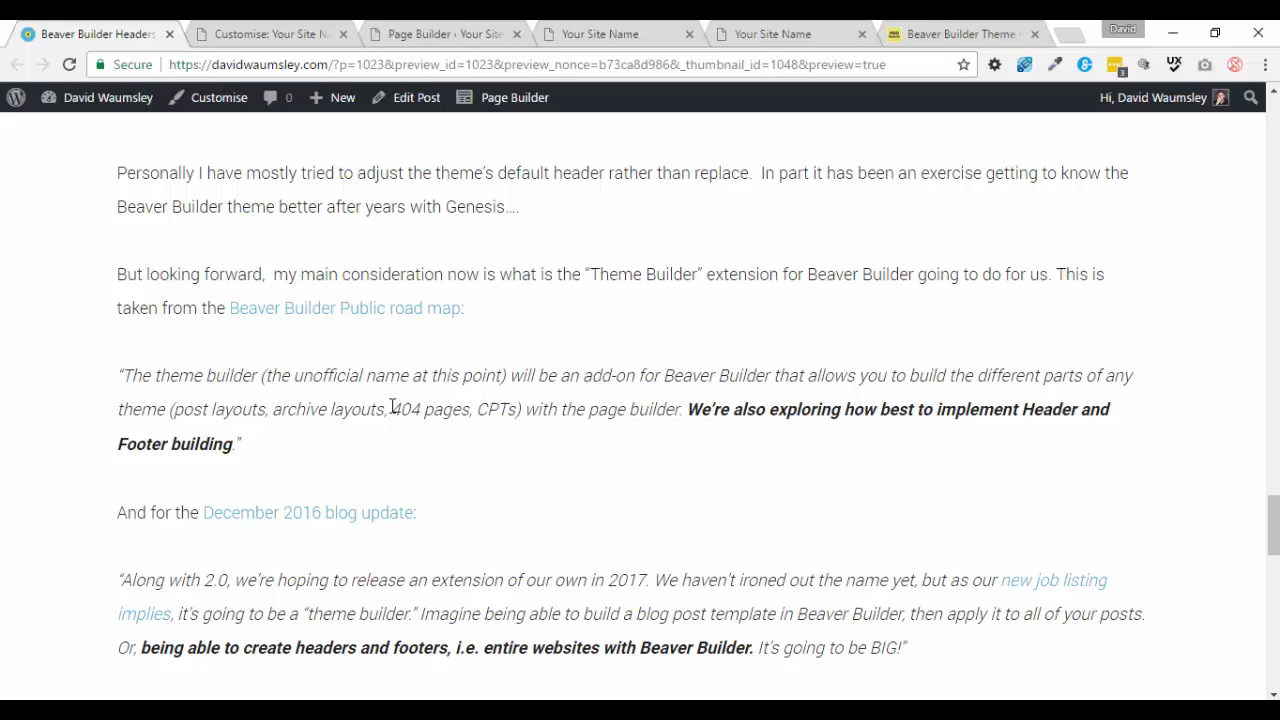 Beaver Builder Headers
Customise: Your Site N
Page Builder ‹ Your Site
Your Site Name
Your Site Name
Beaver Builder Theme
David
Secure
https://davidwaumsley.com/?p=1023&preview_id=1023&preview_nonce=b73ca8d986&_thumbnail_id=1048&preview=true
3
David Waumsley
Customise
0
New
Edit Post
Page Builder
Hi, David Waumsley
Personally I have mostly tried to adjust the theme's default header rather than replace.  In part it has been an exercise getting to know the
Beaver Builder theme better after years with Genesis….
But looking forward,  my main consideration now is what is the “Theme Builder” extension for Beaver Builder going to do for us. This is
taken from the Beaver Builder Public road map:
“The theme builder (the unofficial name at this point) will be an add-on for Beaver Builder that allows you to build the different parts of any
theme (post layouts, archive layouts, 404 pages, CPTs) with the page builder. We’re also exploring how best to implement Header and
Footer building.”
And for the December 2016 blog update:
“Along with 2.0, we’re hoping to release an extension of our own in 2017. We haven’t ironed out the name yet, but as our new job listing
implies, it’s going to be a “theme builder.” Imagine being able to build a blog post template in Beaver Builder, then apply it to all of your posts.
Or, being able to create headers and footers, i.e. entire websites with Beaver Builder. It’s going to be BIG!”